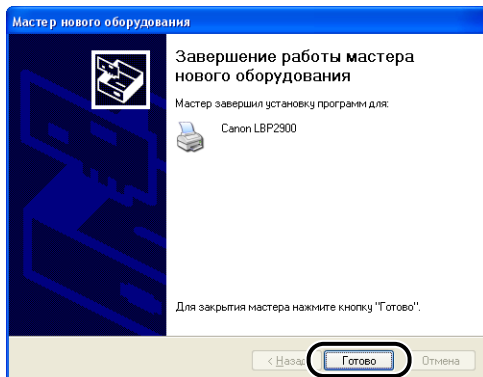 Мастер нового оборудования
Завершение работы мастера
нового оборудования
Мастер завершил установку программ для:
Canon LBP2900
Для закрытия мастера нажмите кнопку "Готово".
< Назад Готово Отмена